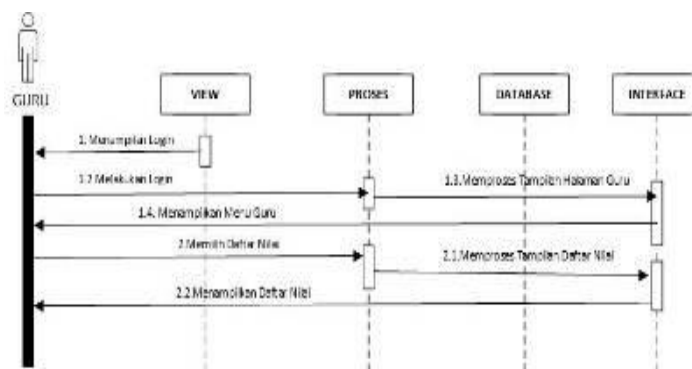 GURU
VIEW
PROSES
DATABASE
INTERFACE
1. Menampilan Login
1.2 Melakukan Login
1.3. Memproses Tampilan Halaman Guru
1.4. Menampilkan Menu Guru
2.Memilih Daftar Nilai
2.1.Memproses Tampilan Daftar Nilai
2.2.Menampilkan Daftar Nilai